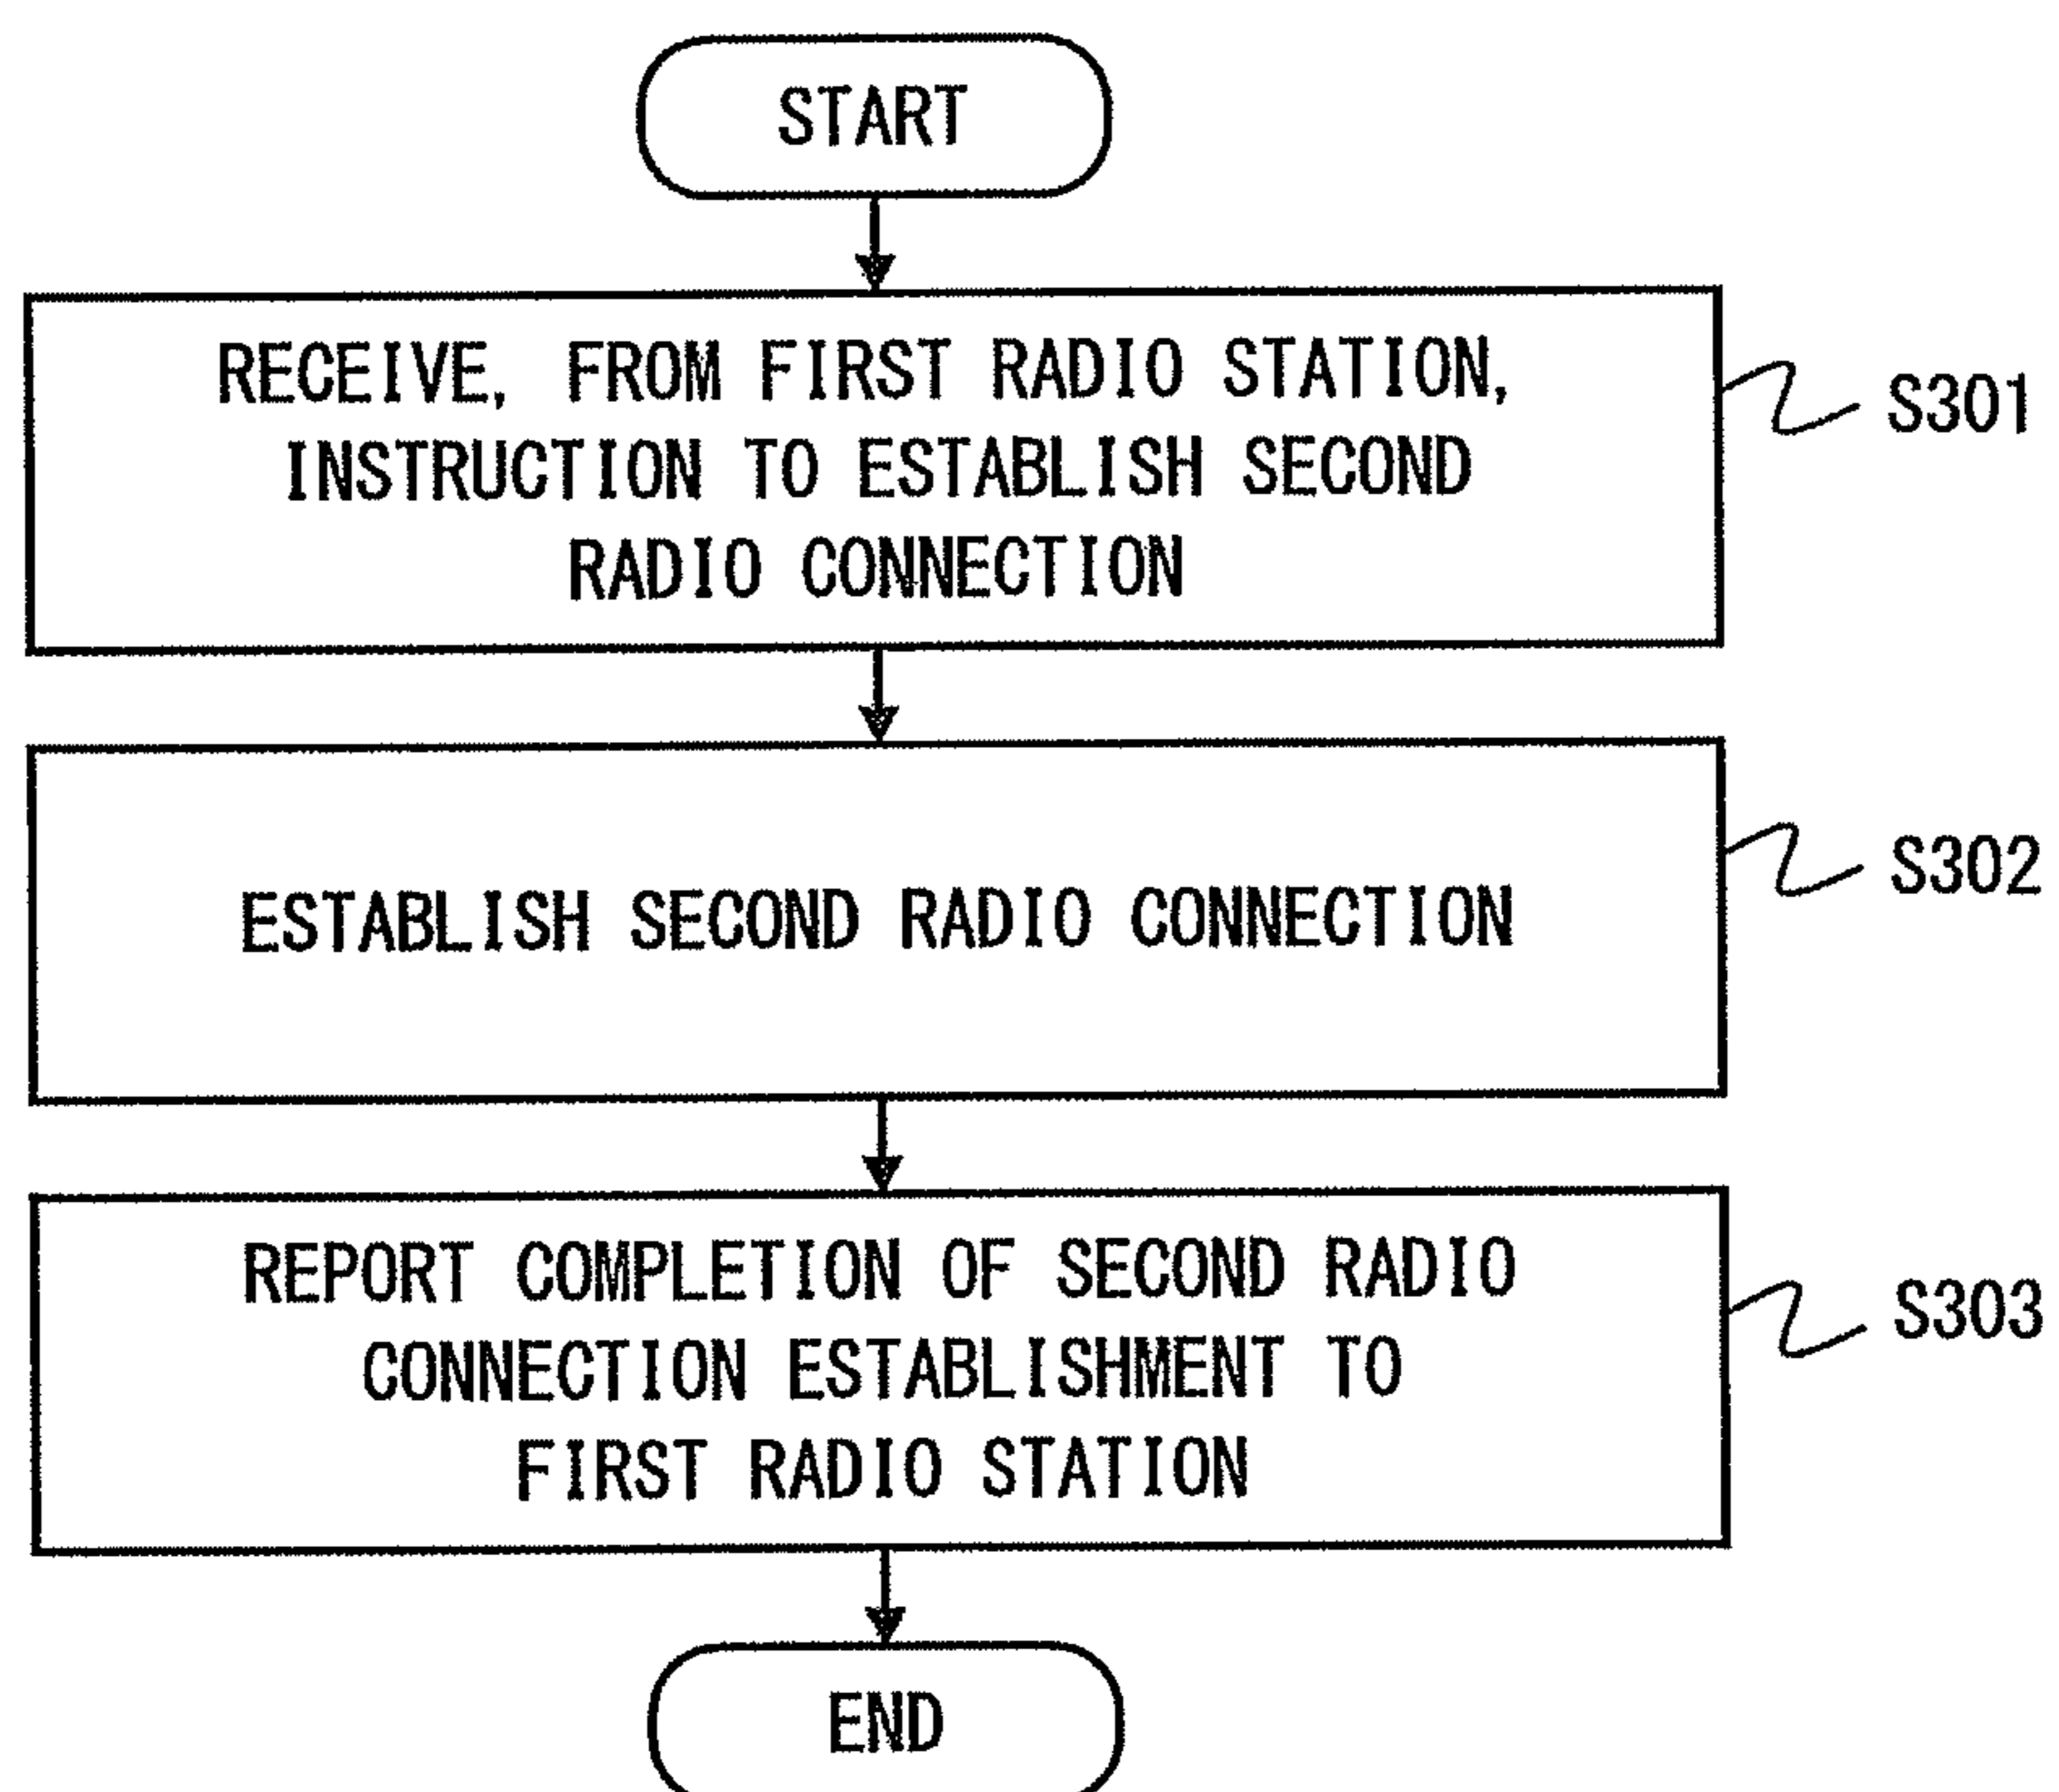 START
RECEIVE, FROM FIRST RADIO STATION,
INSTRUCTION TO ESTABLISH SECOND
RADIO CONNECTION
S301
ESTABLISH SECOND RADIO CONNECTION
S302
REPORT COMPLETION OF SECOND RADIO
CONNECTION ESTABLISHMENT TO
FIRST RADIO STATION
S303
END